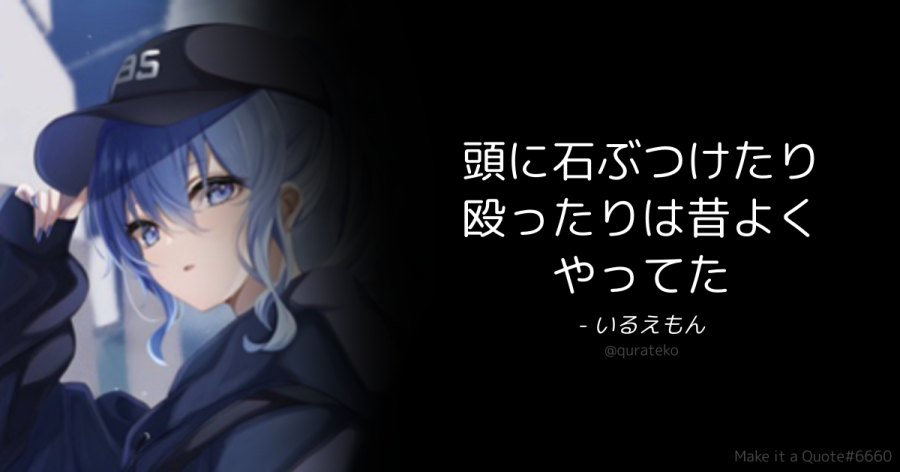 as
頭に石ぶつけたり
殴ったりは昔よく
やってた
- いるえもん
@qurateko
Make it a Quote#6660